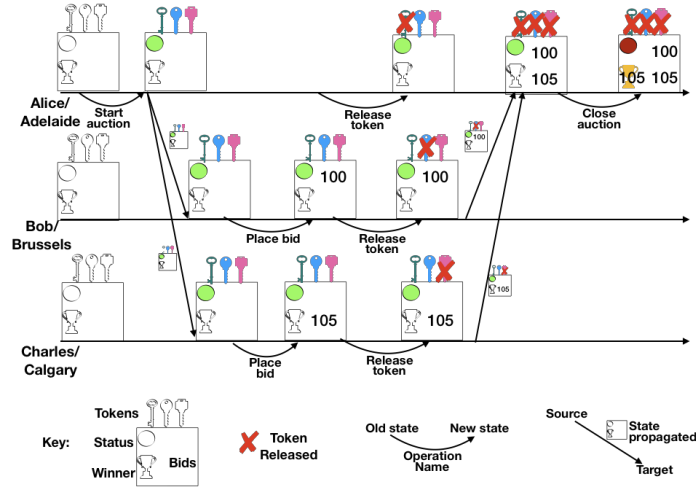 100
105
100
105 105
Alice/
Adelaide
Start
auction
Release
token
Close
auction
100
100
100
Bob/
Brussels
Place bid
Release
token
105
105
105
Charles/
Calgary
Place
bid
Release
token
Tokens
Key:
Status
Winner
Bids
Token
Released
Old state
New state
Operation
Name
Source
State
propagated
Target